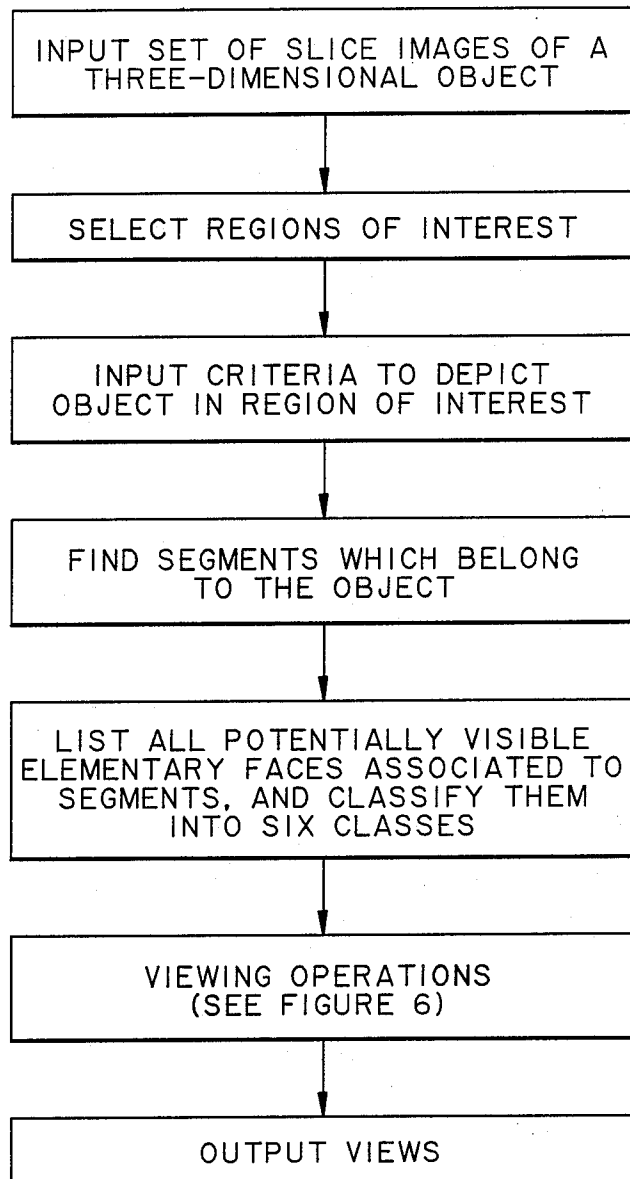 INPUT SET OF SLICE IMAGES OF A
THREE-DIMENSIONAL OBJECT
SELECT REGIONS OF INTEREST
INPUT CRITERIA TO DEPICT
OBJECT IN REGION OF INTEREST
FIND SEGMENTS WHICH BELONG
TO THE OBJECT
LIST ALL POTENTIALLY VISIBLE
ELEMENTARY FACES ASSOCIATED TO
SEGMENTS, AND CLASSIFY THEM
INTO SIX CLASSES
VIEWING OPERATIONS
(SEE FIGURE 6)
OUTPUT VIEWS